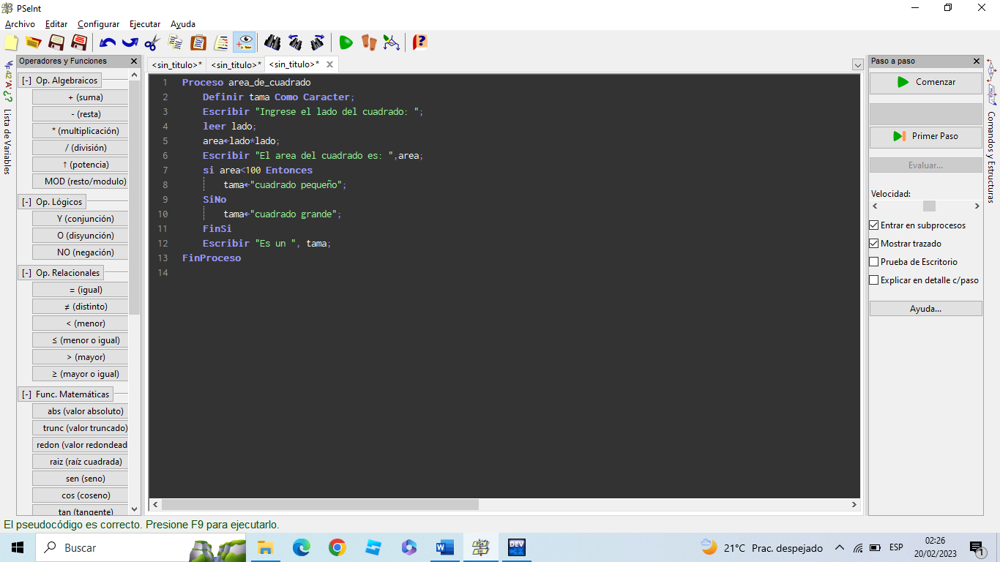 PSeInt
Archivo Editar Configurar Ejecutar Ayuda
Operadores y Funciones
<sin_titulo>* <sin_titulo>* <sin_titulo>*
Paso a paso
Lista de Variables
[-] Op. Algebraicos
+ (suma)
- (resta)
* (multiplicación)
/ (división)
↑ (potencia)
MOD (resto/modulo)
[-] Op. Lógicos
Y (conjunción)
O (disyunción)
NO (negación)
[-] Op. Relacionales
= (igual)
≠ (distinto)
< (menor)
≤ (menor o igual)
> (mayor)
≥ (mayor o igual)
[-] Func. Matemáticas
abs (valor absoluto)
trunc (valor truncado)
redon (valor redondead
raiz (raíz cuadrada)
sen (seno)
cos (coseno)
tan (tangente)
1 Proceso area_de_cuadrado
2 Definir tama Como Caracter;
3 Escribir "Ingrese el lado del cuadrado: ";
4 leer lado;
5 area←lado*lado;
6 Escribir "El area del cuadrado es: ",area;
7 si area<100 Entonces
8 tama←"cuadrado pequeño";
9 SiNo
10 tama←"cuadrado grande";
11 FinSi
12 Escribir "Es un ", tama;
13 FinProceso
14
Comenzar
Primer Paso
Evaluar...
Velocidad:
Entrar en subprocesos
Mostrar trazado
Prueba de Escritorio
Explicar en detalle c/paso
Ayuda...
Comandos y Estructuras
El pseudocódigo es correcto. Presione F9 para ejecutarlo.
Buscar
DEV
21°C Prac. despejado
ESP
02:26
20/02/2023
1